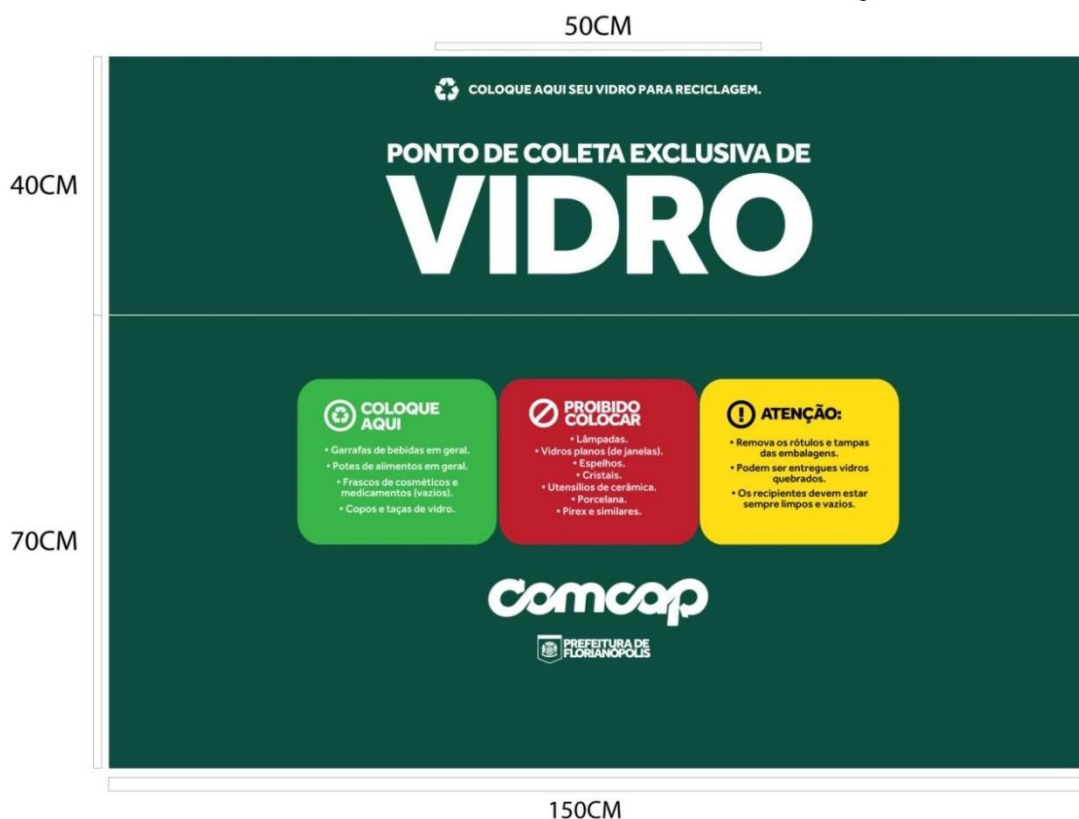 50CM
COLOQUE AQUI SEU VIDRO PARA RECICLAGEM.
40CM
PONTO DE COLETA EXCLUSIVA DE
VIDRO
COLOQUE
AQUI
• Garrafas de bebidas em geral.
• Potes de alimentos em geral.
• Frascos de cosméticos e
medicamentos (vazios).
• Copos e taças de vidro.
PROIBIDO
COLOCAR
• Lâmpadas.
• Vidros planos (de janelas).
• Espelhos.
• Cristais.
• Utensílios de cerâmica.
• Porcelana.
• Pirex e similares.
ATENÇÃO:
• Remova os rótulos e tampas
das embalagens.
• Podem ser entregues vidros
quebrados.
• Os recipientes devem estar
sempre limpos e vazios.
70CM
comcap
PREFEITURA DE
FLORIANÓPOLIS
150CM